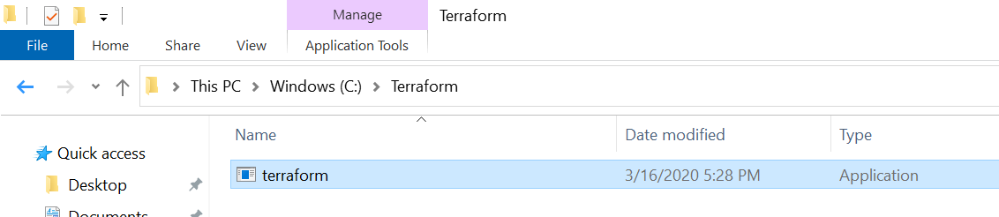 Manage
Terraform
File
Home
Share
View
Application Tools
This PC
Windows (C:)
Terraform
Name
Date modified
Type
Quick access
terraform
3/16/2020 5:28 PM
Application
Desktop
Documents